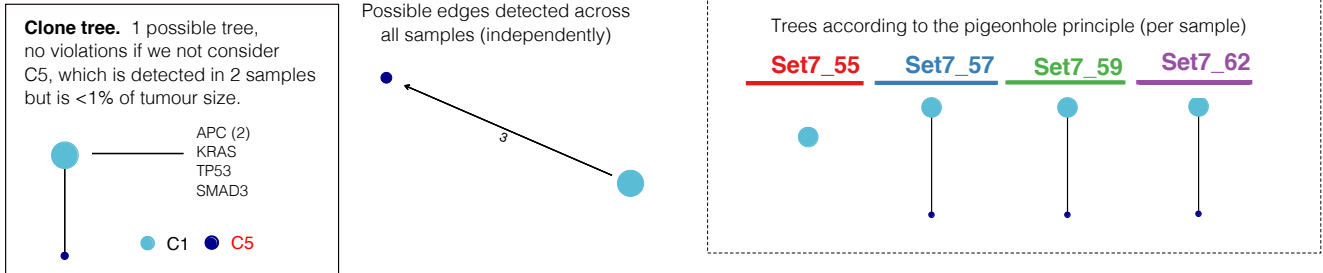 Clone tree. 1 possible tree,
no violations if we not consider
C5, which is detected in 2 samples
but is <1% of tumour size.
APC (2)
KRAS
TP53
SMAD3
C1 C5
Possible edges detected across
all samples (independently)
3
Trees according to the pigeonhole principle (per sample)
Set7_55 Set7_57 Set7_59 Set7_62